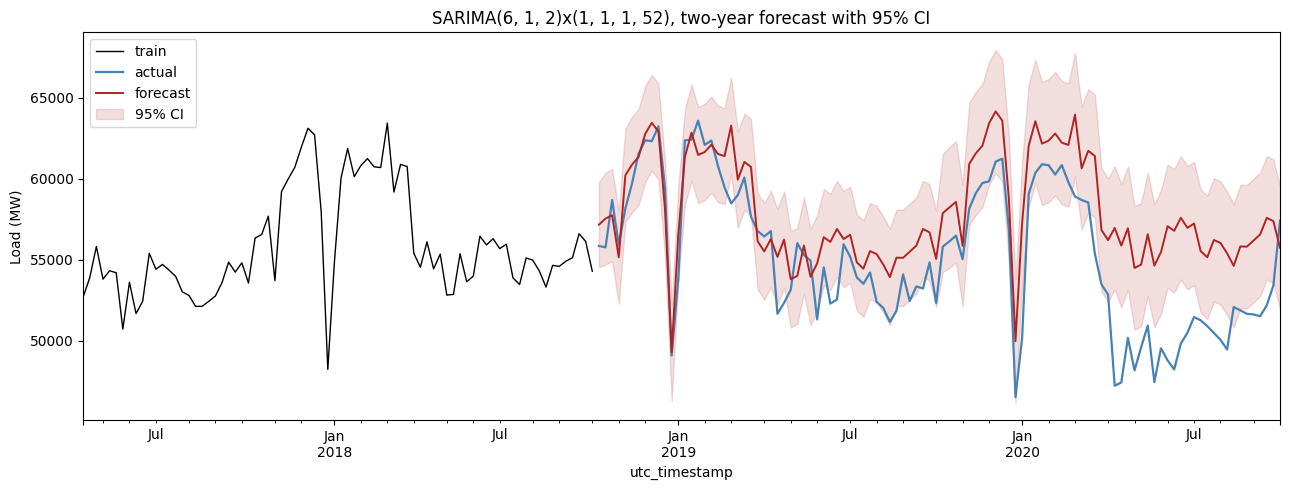 SARIMA(6, 1, 2)x(1, 1, 1, 52), two-year forecast with 95% CI
train
actual
forecast
95% CI
Load (MW)
65000
60000
55000
50000
Jul
Jan
2018
Jul
Jan
2019
Jul
Jan
2020
Jul
utc_timestamp